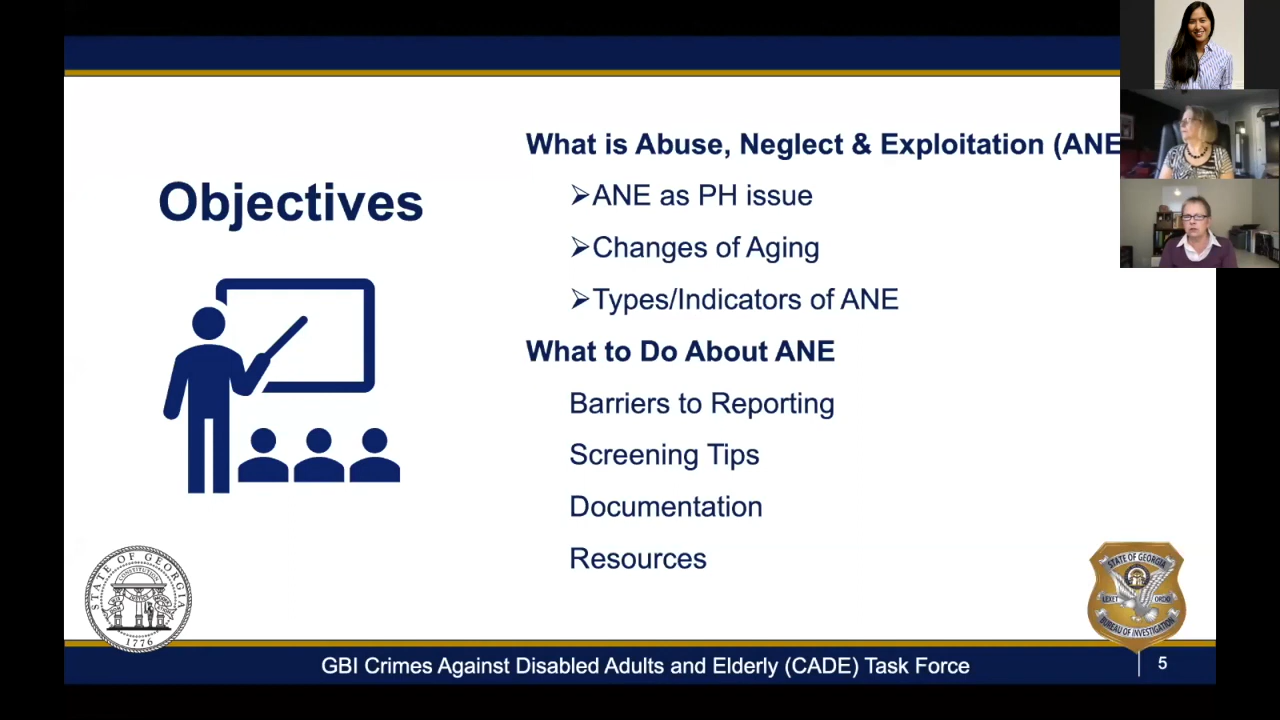 What is Abuse, Neglect & Exploitation (ANE
Objectives
➢ANE as PH issue
➢Changes of Aging
➢Types/Indicators of ANE
What to Do About ANE
Barriers to Reporting
Screening Tips
Documentation
Resources
STATE OF GEORGIA
CONSTITUTION
1776
STATE OF GEORGIA
BUREAU OF INVESTIGATION
GBI Crimes Against Disabled Adults and Elderly (CADE) Task Force
5